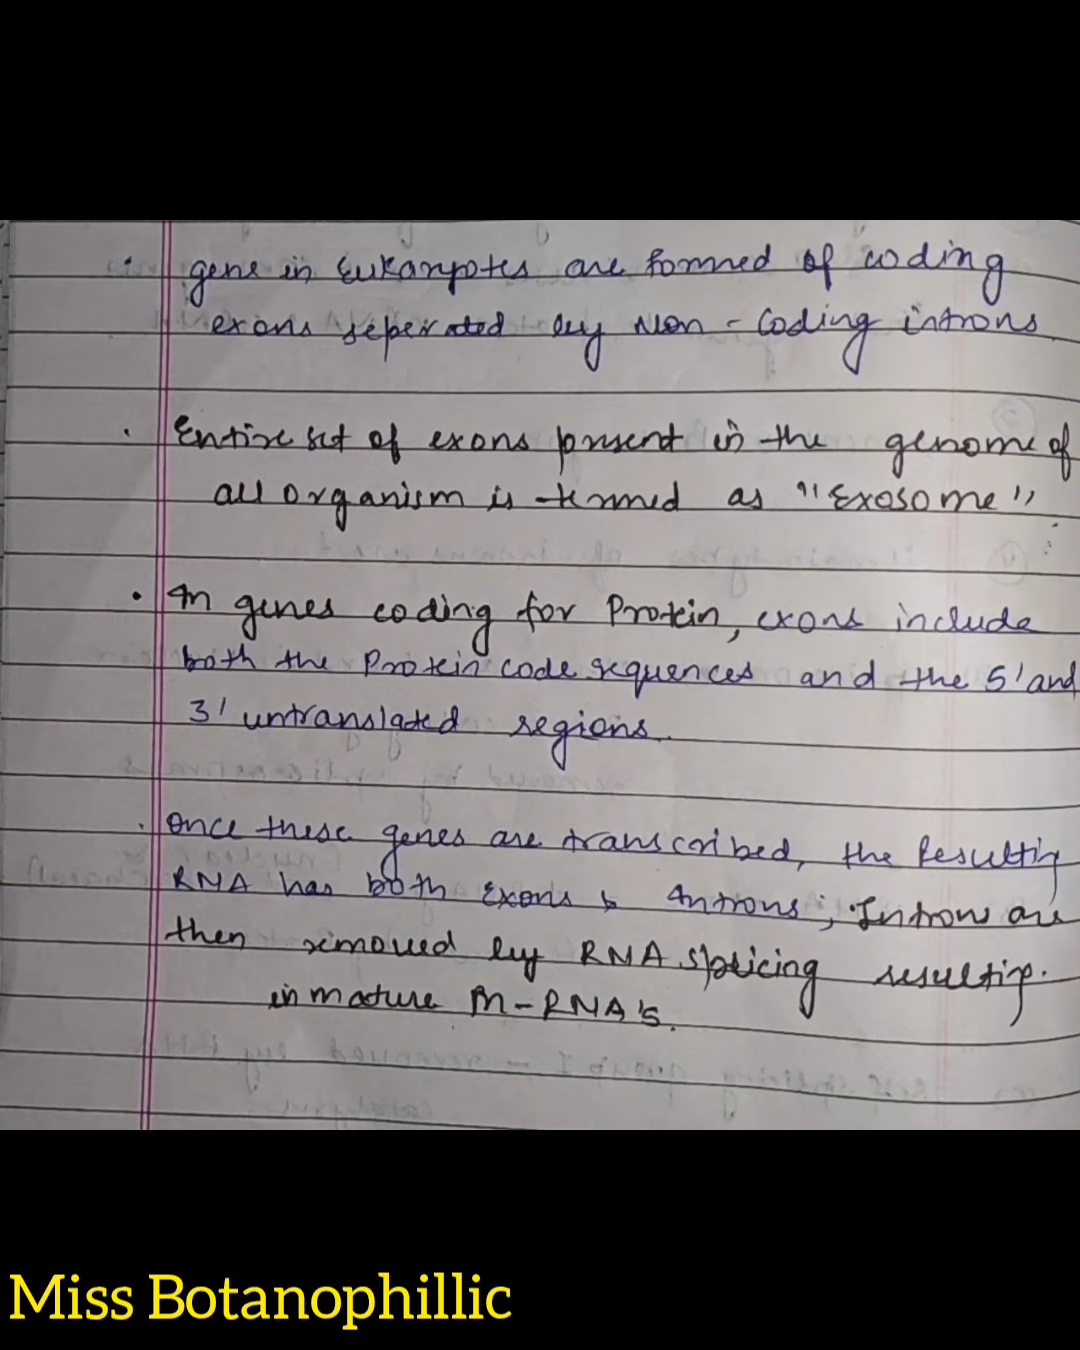 · gene in Eukaryotes are formed of coding
exons seperated by Non - Coding introns
· Entire set of exons present in the genome of
all organism is termed as "Exosome"
· In genes coding for Protein, exons include
both the Protein code sequences and the 5' and
3' untranslated regions.
· Once these genes are transcribed, the Resulting
RNA has both Exons & Introns; Introns are
then removed by RNA splicing resulting.
in mature m-RNA's.
Miss Botanophillic